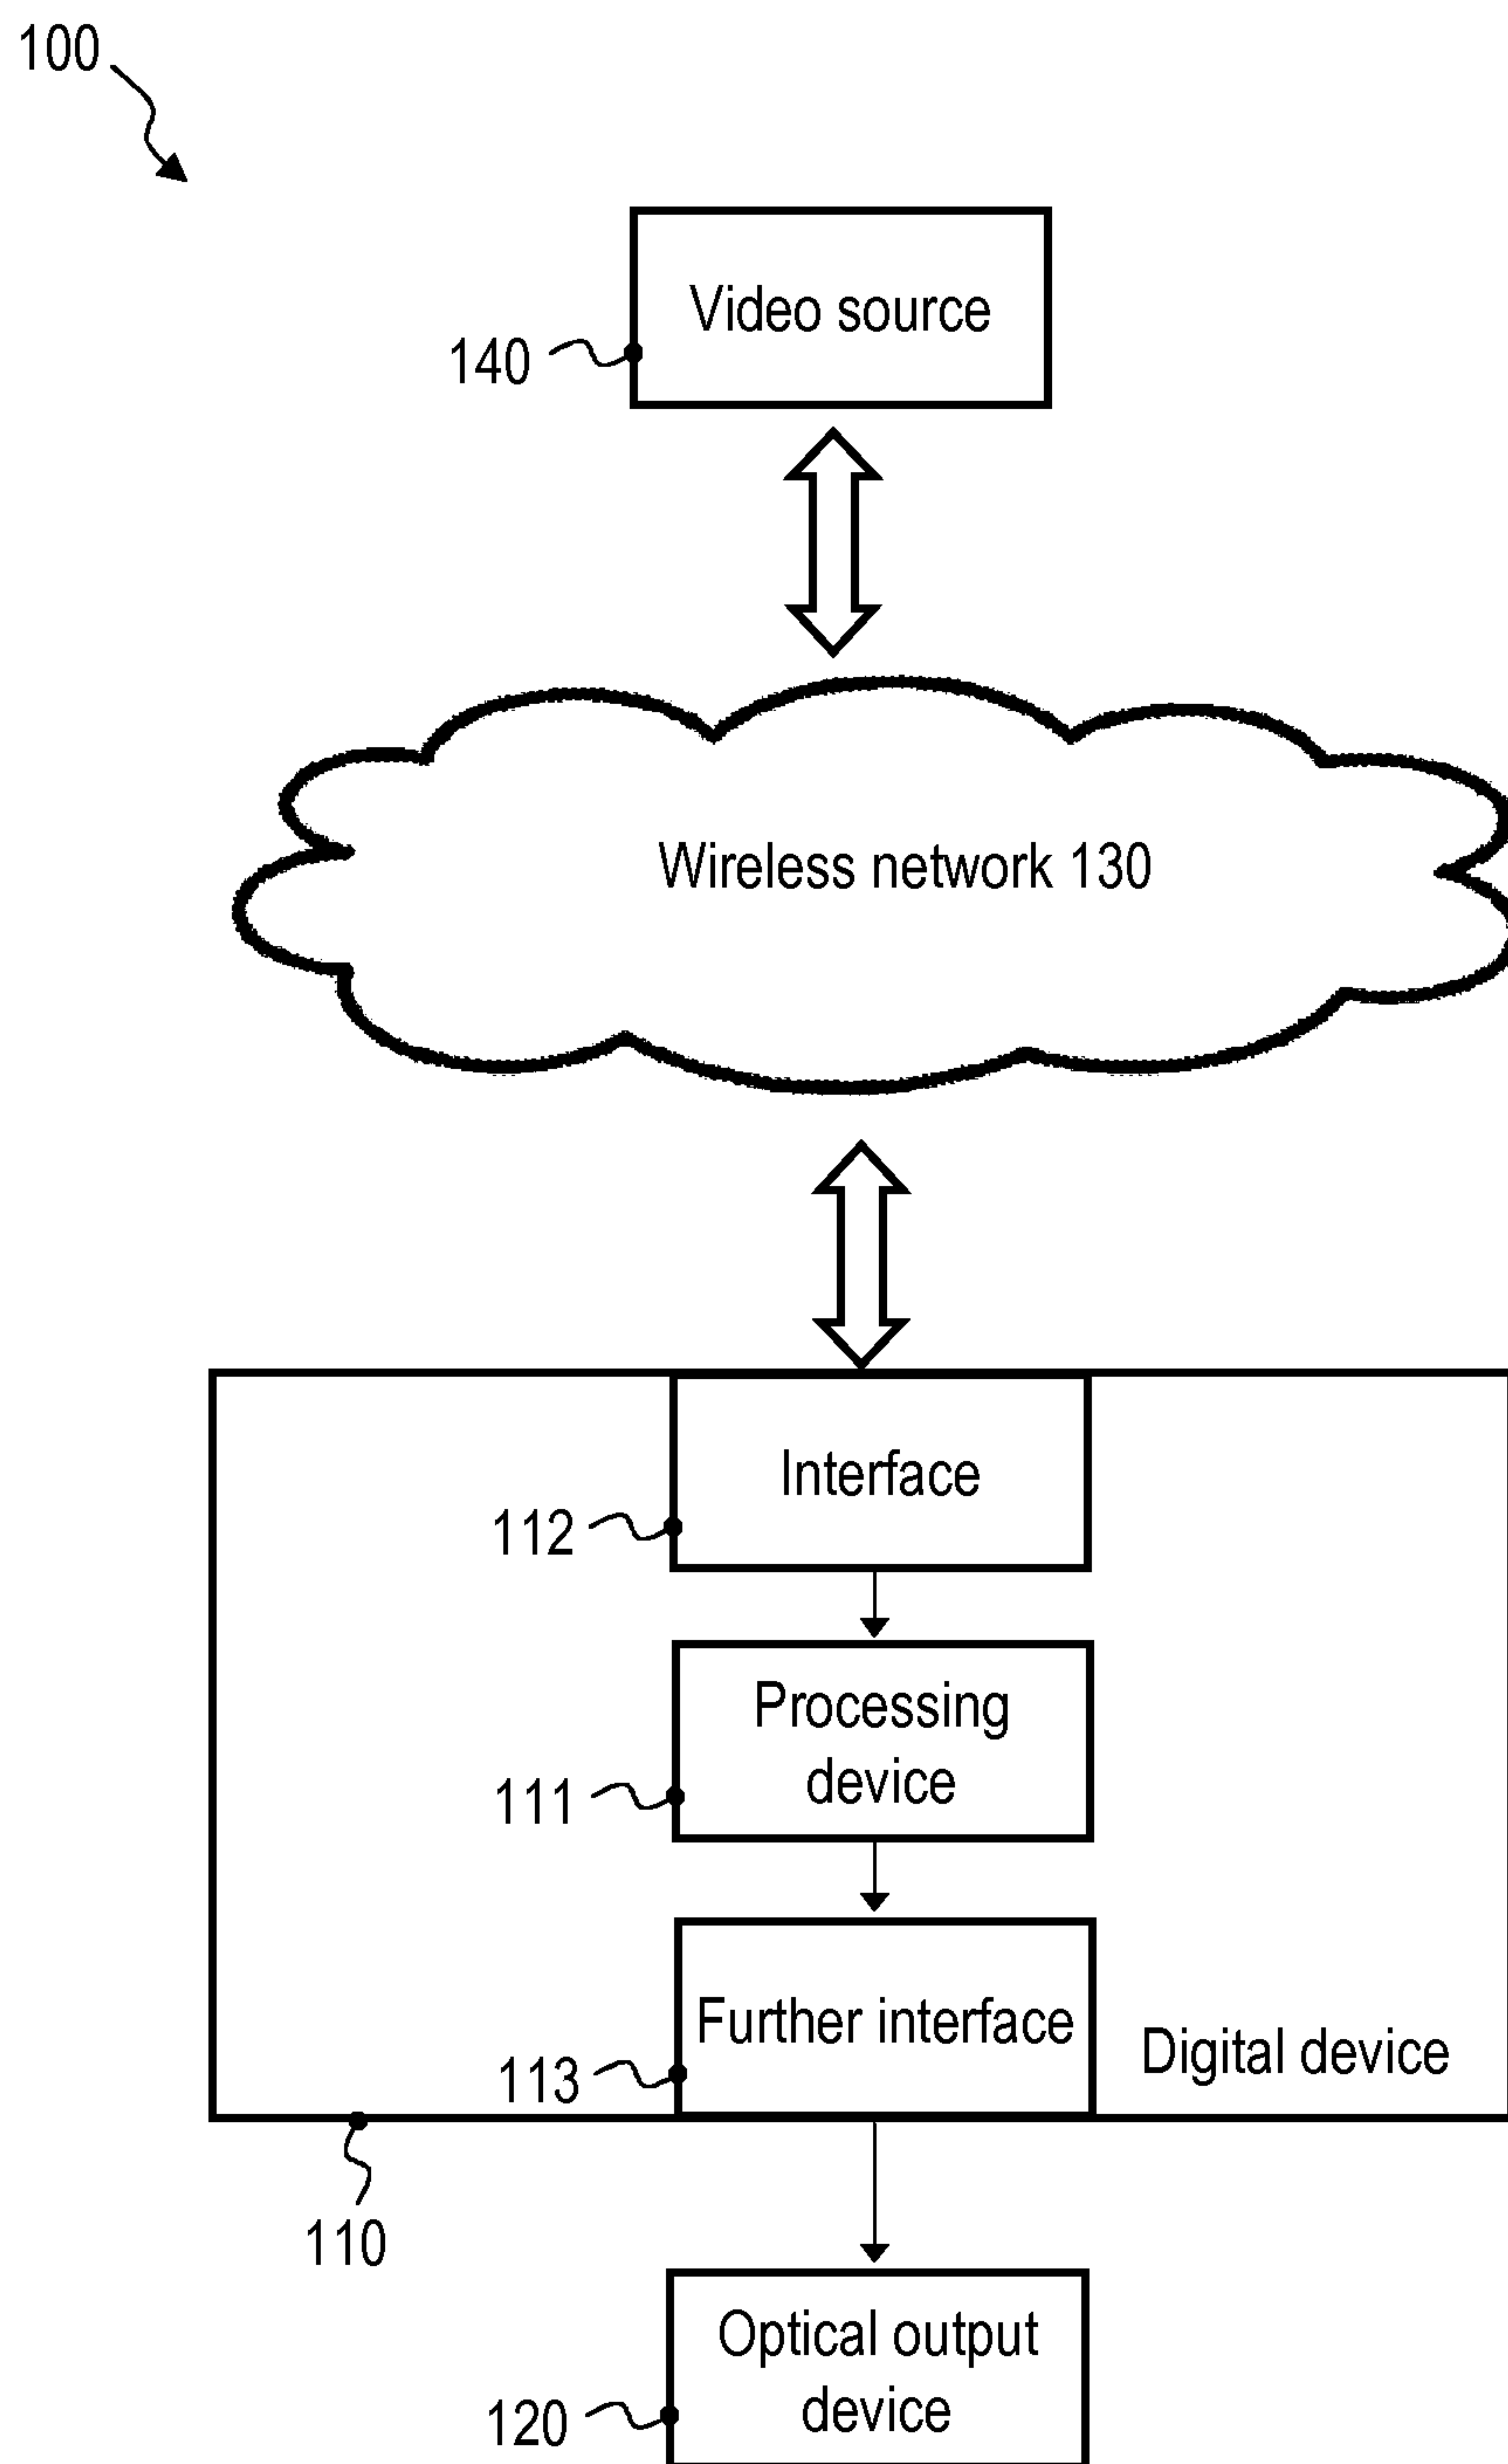 100
Video source
140
Wireless network 130
Interface
112
Processing
device
111
Further interface
Digital device
113
110
Optical output
device
120